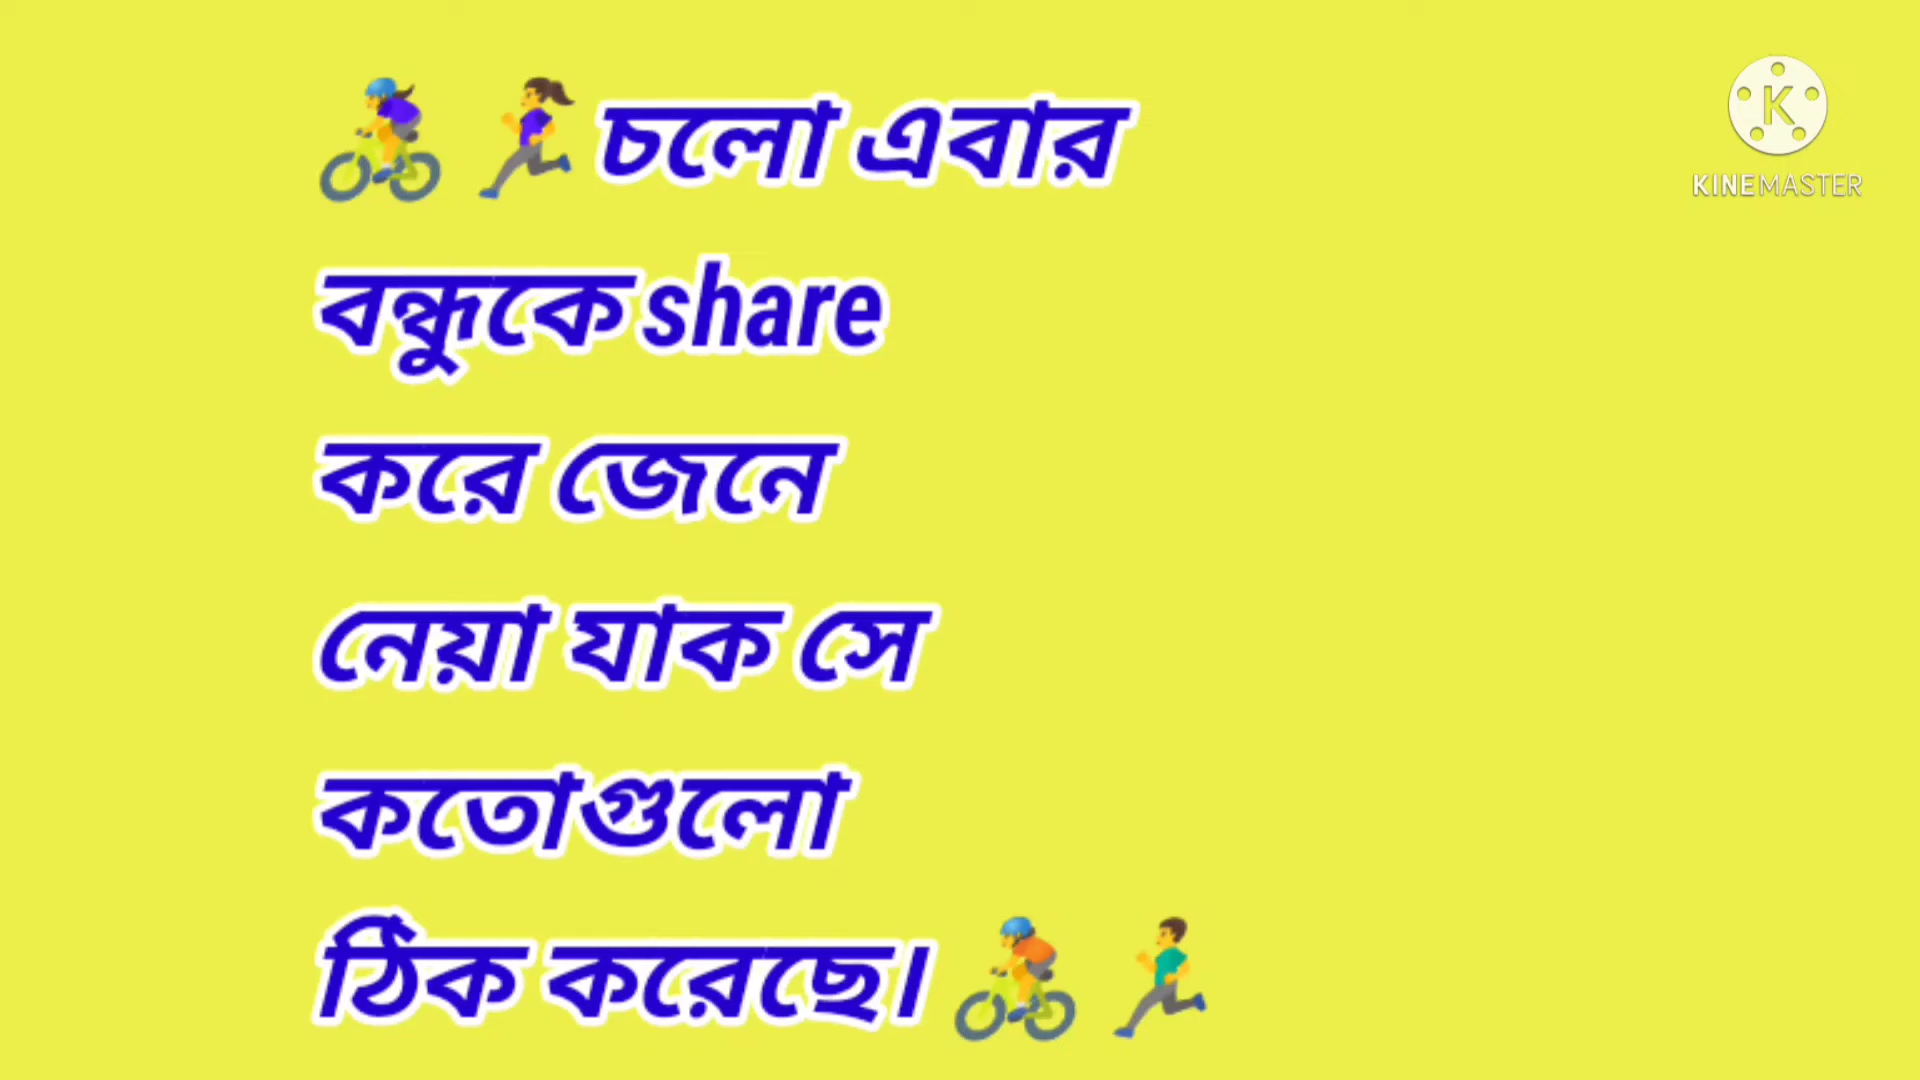 🚴‍♀️ 🏃‍♀️ চলো এবার
বন্ধুকে share
করে জেনে
নেয়া যাক সে
কতোগুলো
ঠিক করেছে। 🚴‍♂️ 🏃‍♂️
K
KINEMASTER